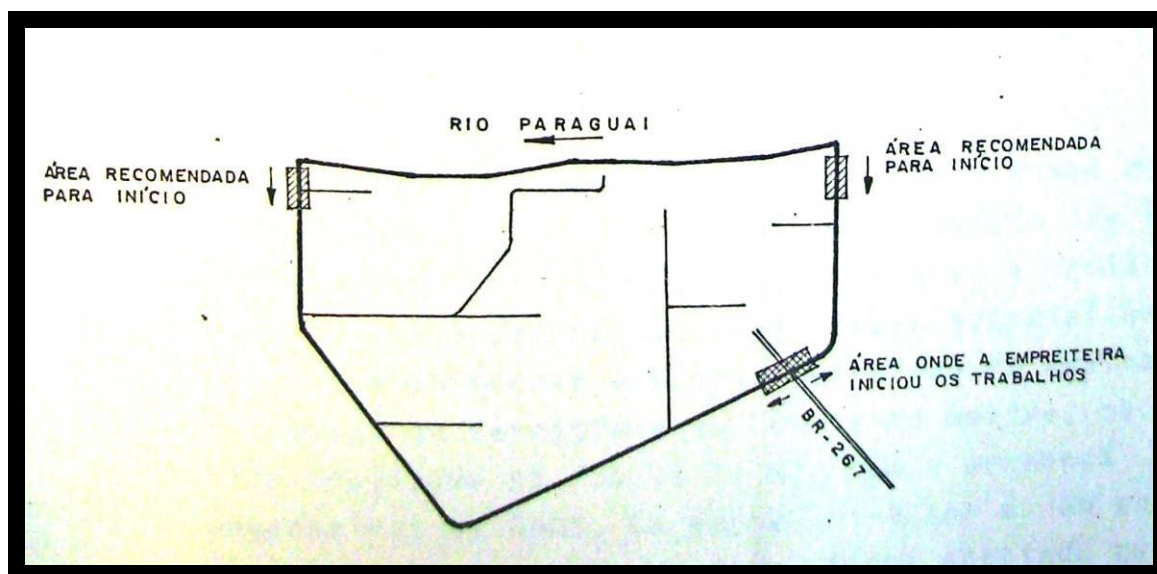 RIO PARAGUAI
ÁREA RECOMENDADA
PARA INÍCIO
ÁREA RECOMENDADA
PARA INÍCIO
ÁREA ONDE A EMPREITEIRA
INICIOU OS TRABALHOS
BR-267